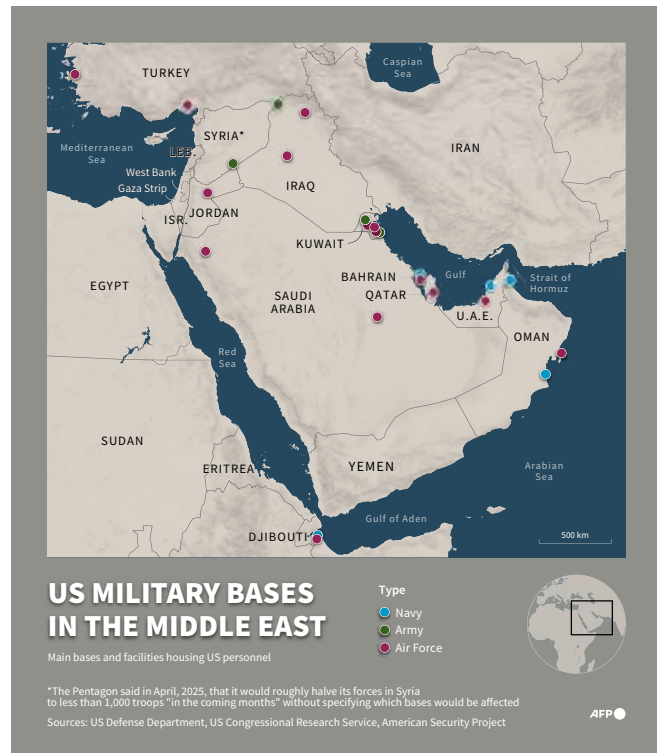 Caspian
Sea
TURKEY
SYRIA*
LEB.
Mediterranean
Sea
West Bank
Gaza Strip
IRAN
IRAQ
ISR.
JORDAN
KUWAIT
BAHRAIN
QATAR
Gulf
Strait of
Hormuz
EGYPT
SAUDI
ARABIA
U.A.E.
OMAN
Red
Sea
SUDAN
ERITREA
YEMEN
Arabian
Sea
Gulf of Aden
DJIBOUTI
500 km
US MILITARY BASES
IN THE MIDDLE EAST
Main bases and facilities housing US personnel
Type
Navy
Army
Air Force
*The Pentagon said in April, 2025, that it would roughly halve its forces in Syria
to less than 1,000 troops "in the coming months" without specifying which bases would be affected
Sources: US Defense Department, US Congressional Research Service, American Security Project
AFP